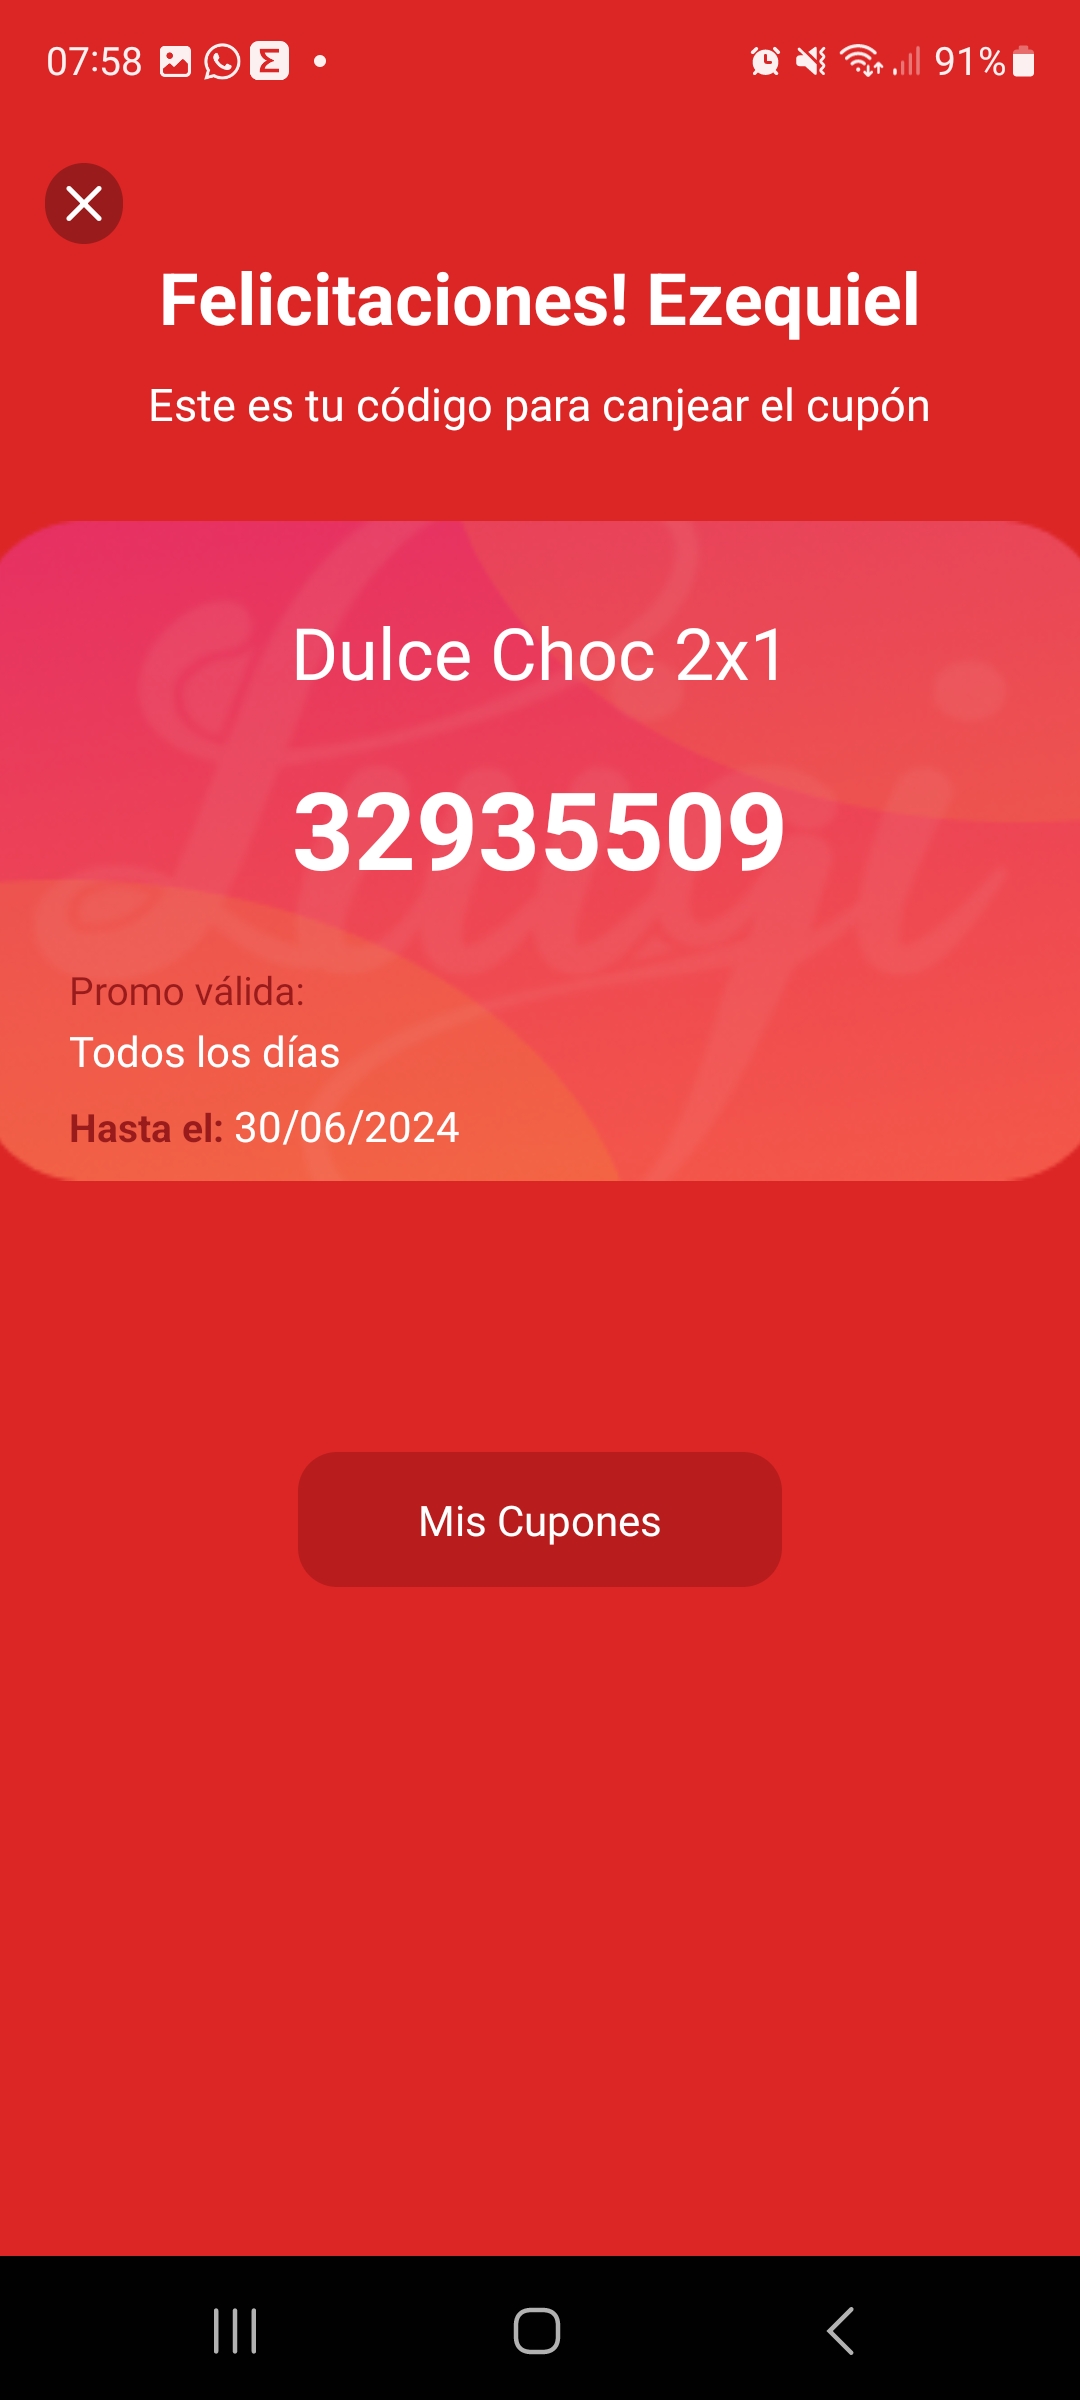 07:58
91%
Felicitaciones! Ezequiel
Este es tu código para canjear el cupón
Luigi
Dulce Choc 2x1
32935509
Promo válida:
Todos los días
Hasta el: 30/06/2024
Mis Cupones